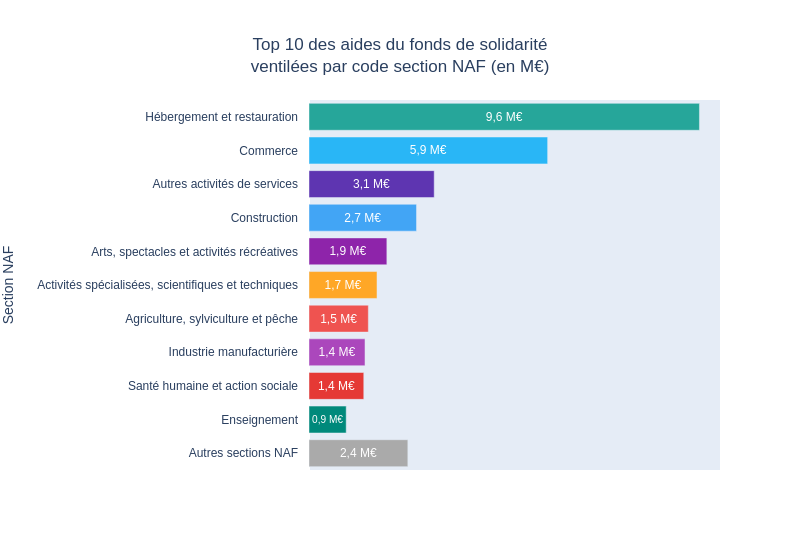 Top 10 des aides du fonds de solidarité
ventilées par code section NAF (en M€)
Section NAF
Hébergement et restauration 9,6 M€
Commerce 5,9 M€
Autres activités de services 3,1 M€
Construction 2,7 M€
Arts, spectacles et activités récréatives 1,9 M€
Activités spécialisées, scientifiques et techniques 1,7 M€
Agriculture, sylviculture et pêche 1,5 M€
Industrie manufacturière 1,4 M€
Santé humaine et action sociale 1,4 M€
Enseignement 0,9 M€
Autres sections NAF 2,4 M€